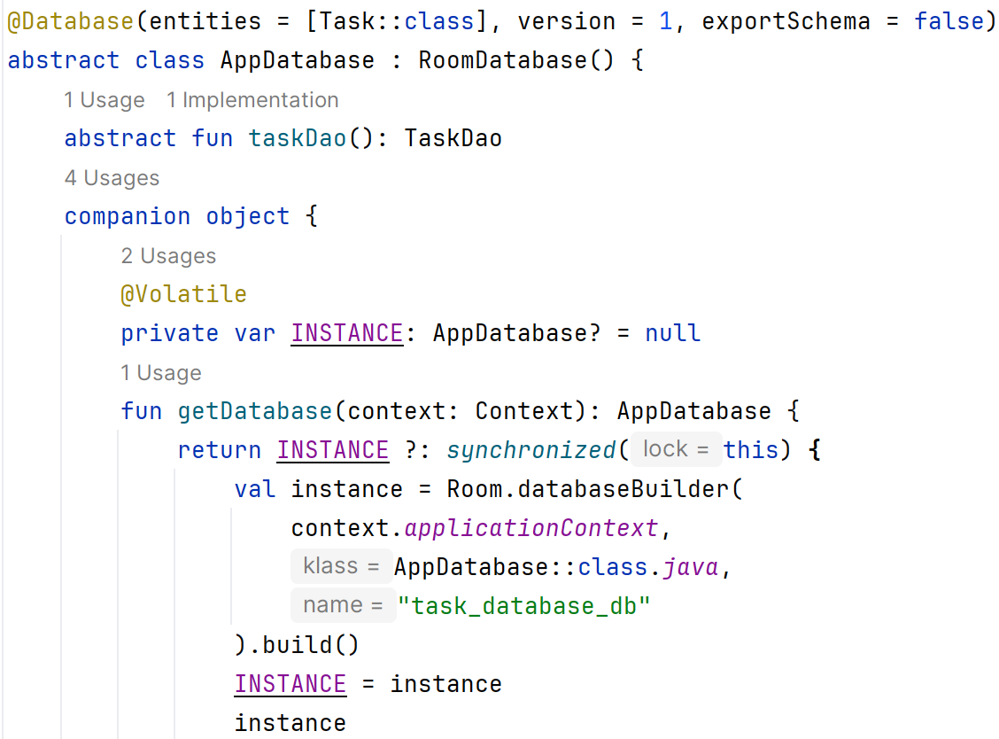 @Database(entities = [Task::class], version = 1, exportSchema = false)
abstract class AppDatabase : RoomDatabase() {
1 Usage 1 Implementation
abstract fun taskDao(): TaskDao
4 Usages
companion object {
2 Usages
@Volatile
private var INSTANCE: AppDatabase? = null
1 Usage
fun getDatabase(context: Context): AppDatabase {
return INSTANCE ?: synchronized( lock = this) {
val instance = Room.databaseBuilder(
context.applicationContext,
klass = AppDatabase::class.java,
name = "task_database_db"
).build()
INSTANCE = instance
instance